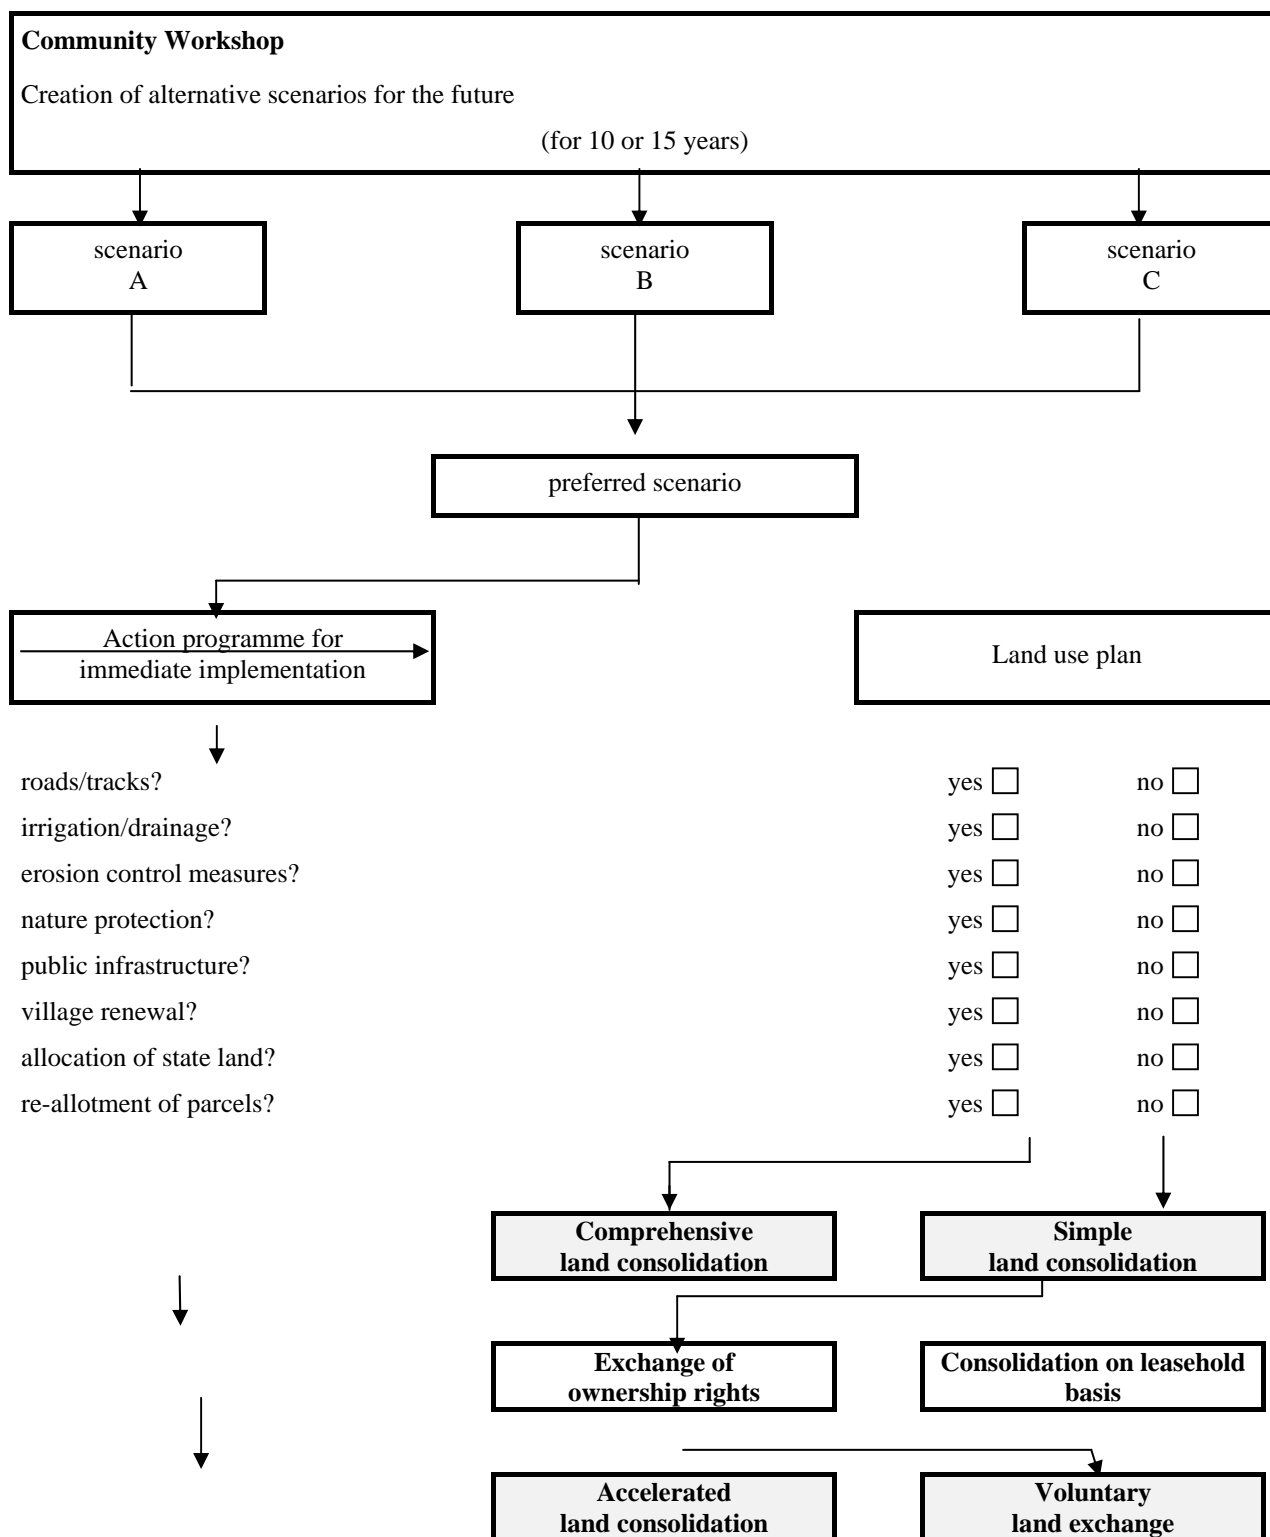 Community Workshop
Creation of alternative scenarios for the future
(for 10 or 15 years)
scenario
A
scenario
B
scenario
C
preferred scenario
Action programme for
immediate implementation
Land use plan
roads/tracks? yes no
irrigation/drainage? yes no
erosion control measures? yes no
nature protection? yes no
public infrastructure? yes no
village renewal? yes no
allocation of state land? yes no
re-allotment of parcels? yes no
Comprehensive
land consolidation
Simple
land consolidation
Exchange of
ownership rights
Consolidation on leasehold
basis
Accelerated
land consolidation
Voluntary
land exchange